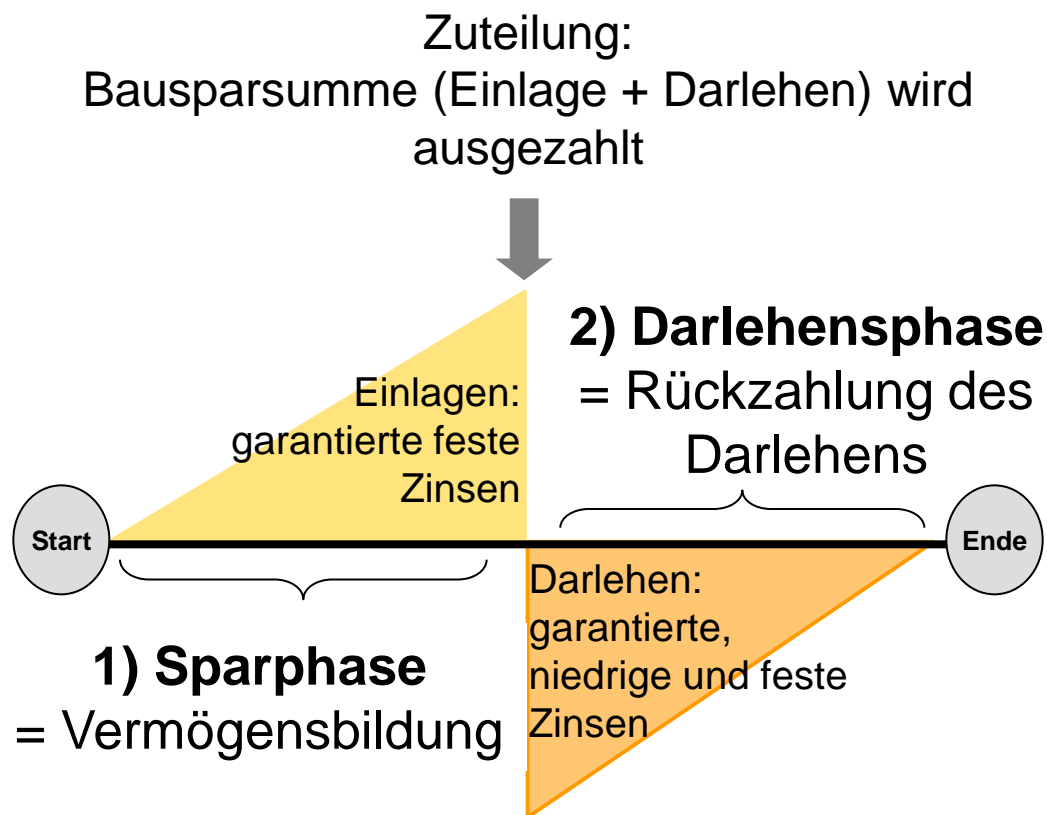 Zuteilung:
Bausparsumme (Einlage + Darlehen) wird
ausgezahlt
2) Darlehensphase
= Rückzahlung des
Darlehens
Einlagen:
garantierte feste
Zinsen
Start
Ende
1) Sparphase
= Vermögensbildung
Darlehen:
garantierte,
niedrige und feste
Zinsen